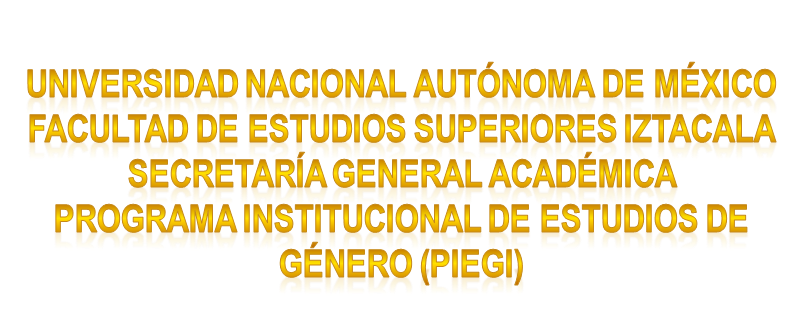 UNIVERSIDAD NACIONAL AUTÓNOMA DE MÉXICO
FACULTAD DE ESTUDIOS SUPERIORES IZTACALA
SECRETARÍA GENERAL ACADÉMICA
PROGRAMA INSTITUCIONAL DE ESTUDIOS DE
GÉNERO (PIEGI)